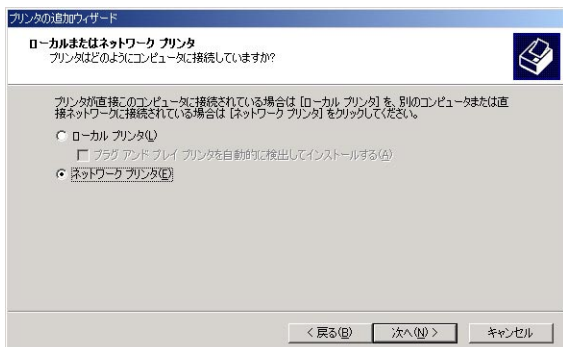 プリンタの追加ウィザード
ローカルまたはネットワーク プリンタ
プリンタはどのようにコンピュータに接続していますか?
プリンタが直接このコンピュータに接続されている場合は [ローカル プリンタ] を、別のコンピュータまたは直
接ネットワークに接続されている場合は [ネットワーク プリンタ] をクリックしてください。
ローカル プリンタ(L)
プラグ アンド プレイ プリンタを自動的に検出してインストールする(A)
ネットワーク プリンタ(E)
< 戻る(B) 次へ(N) > キャンセル